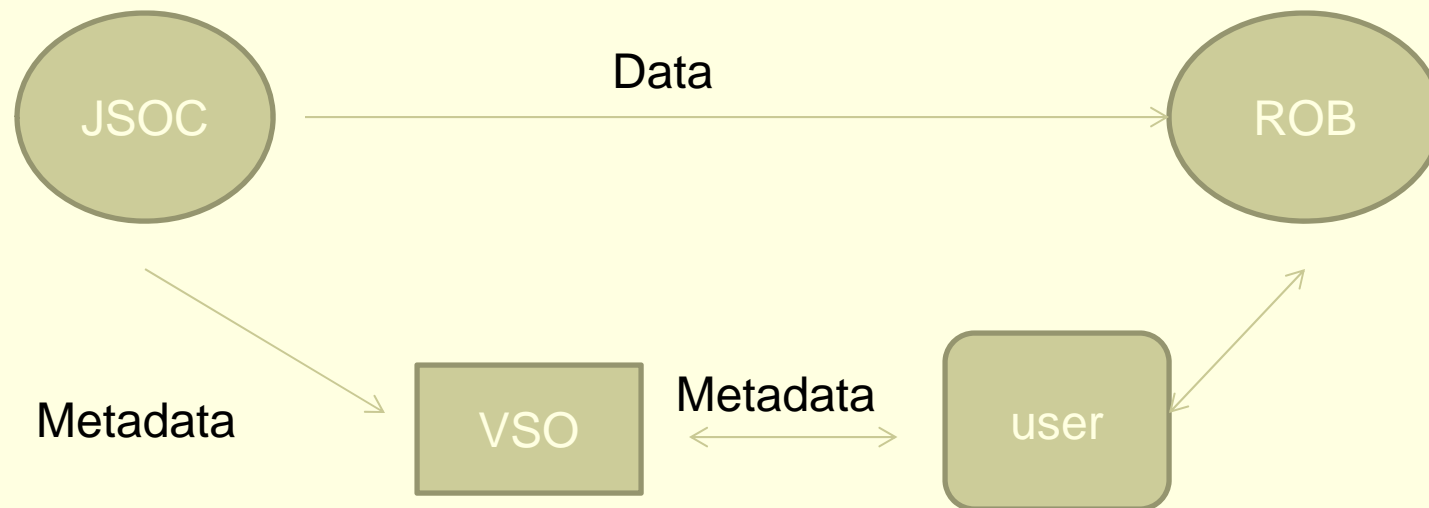 Data
JSOC
ROB
Metadata
VSO
Metadata
user